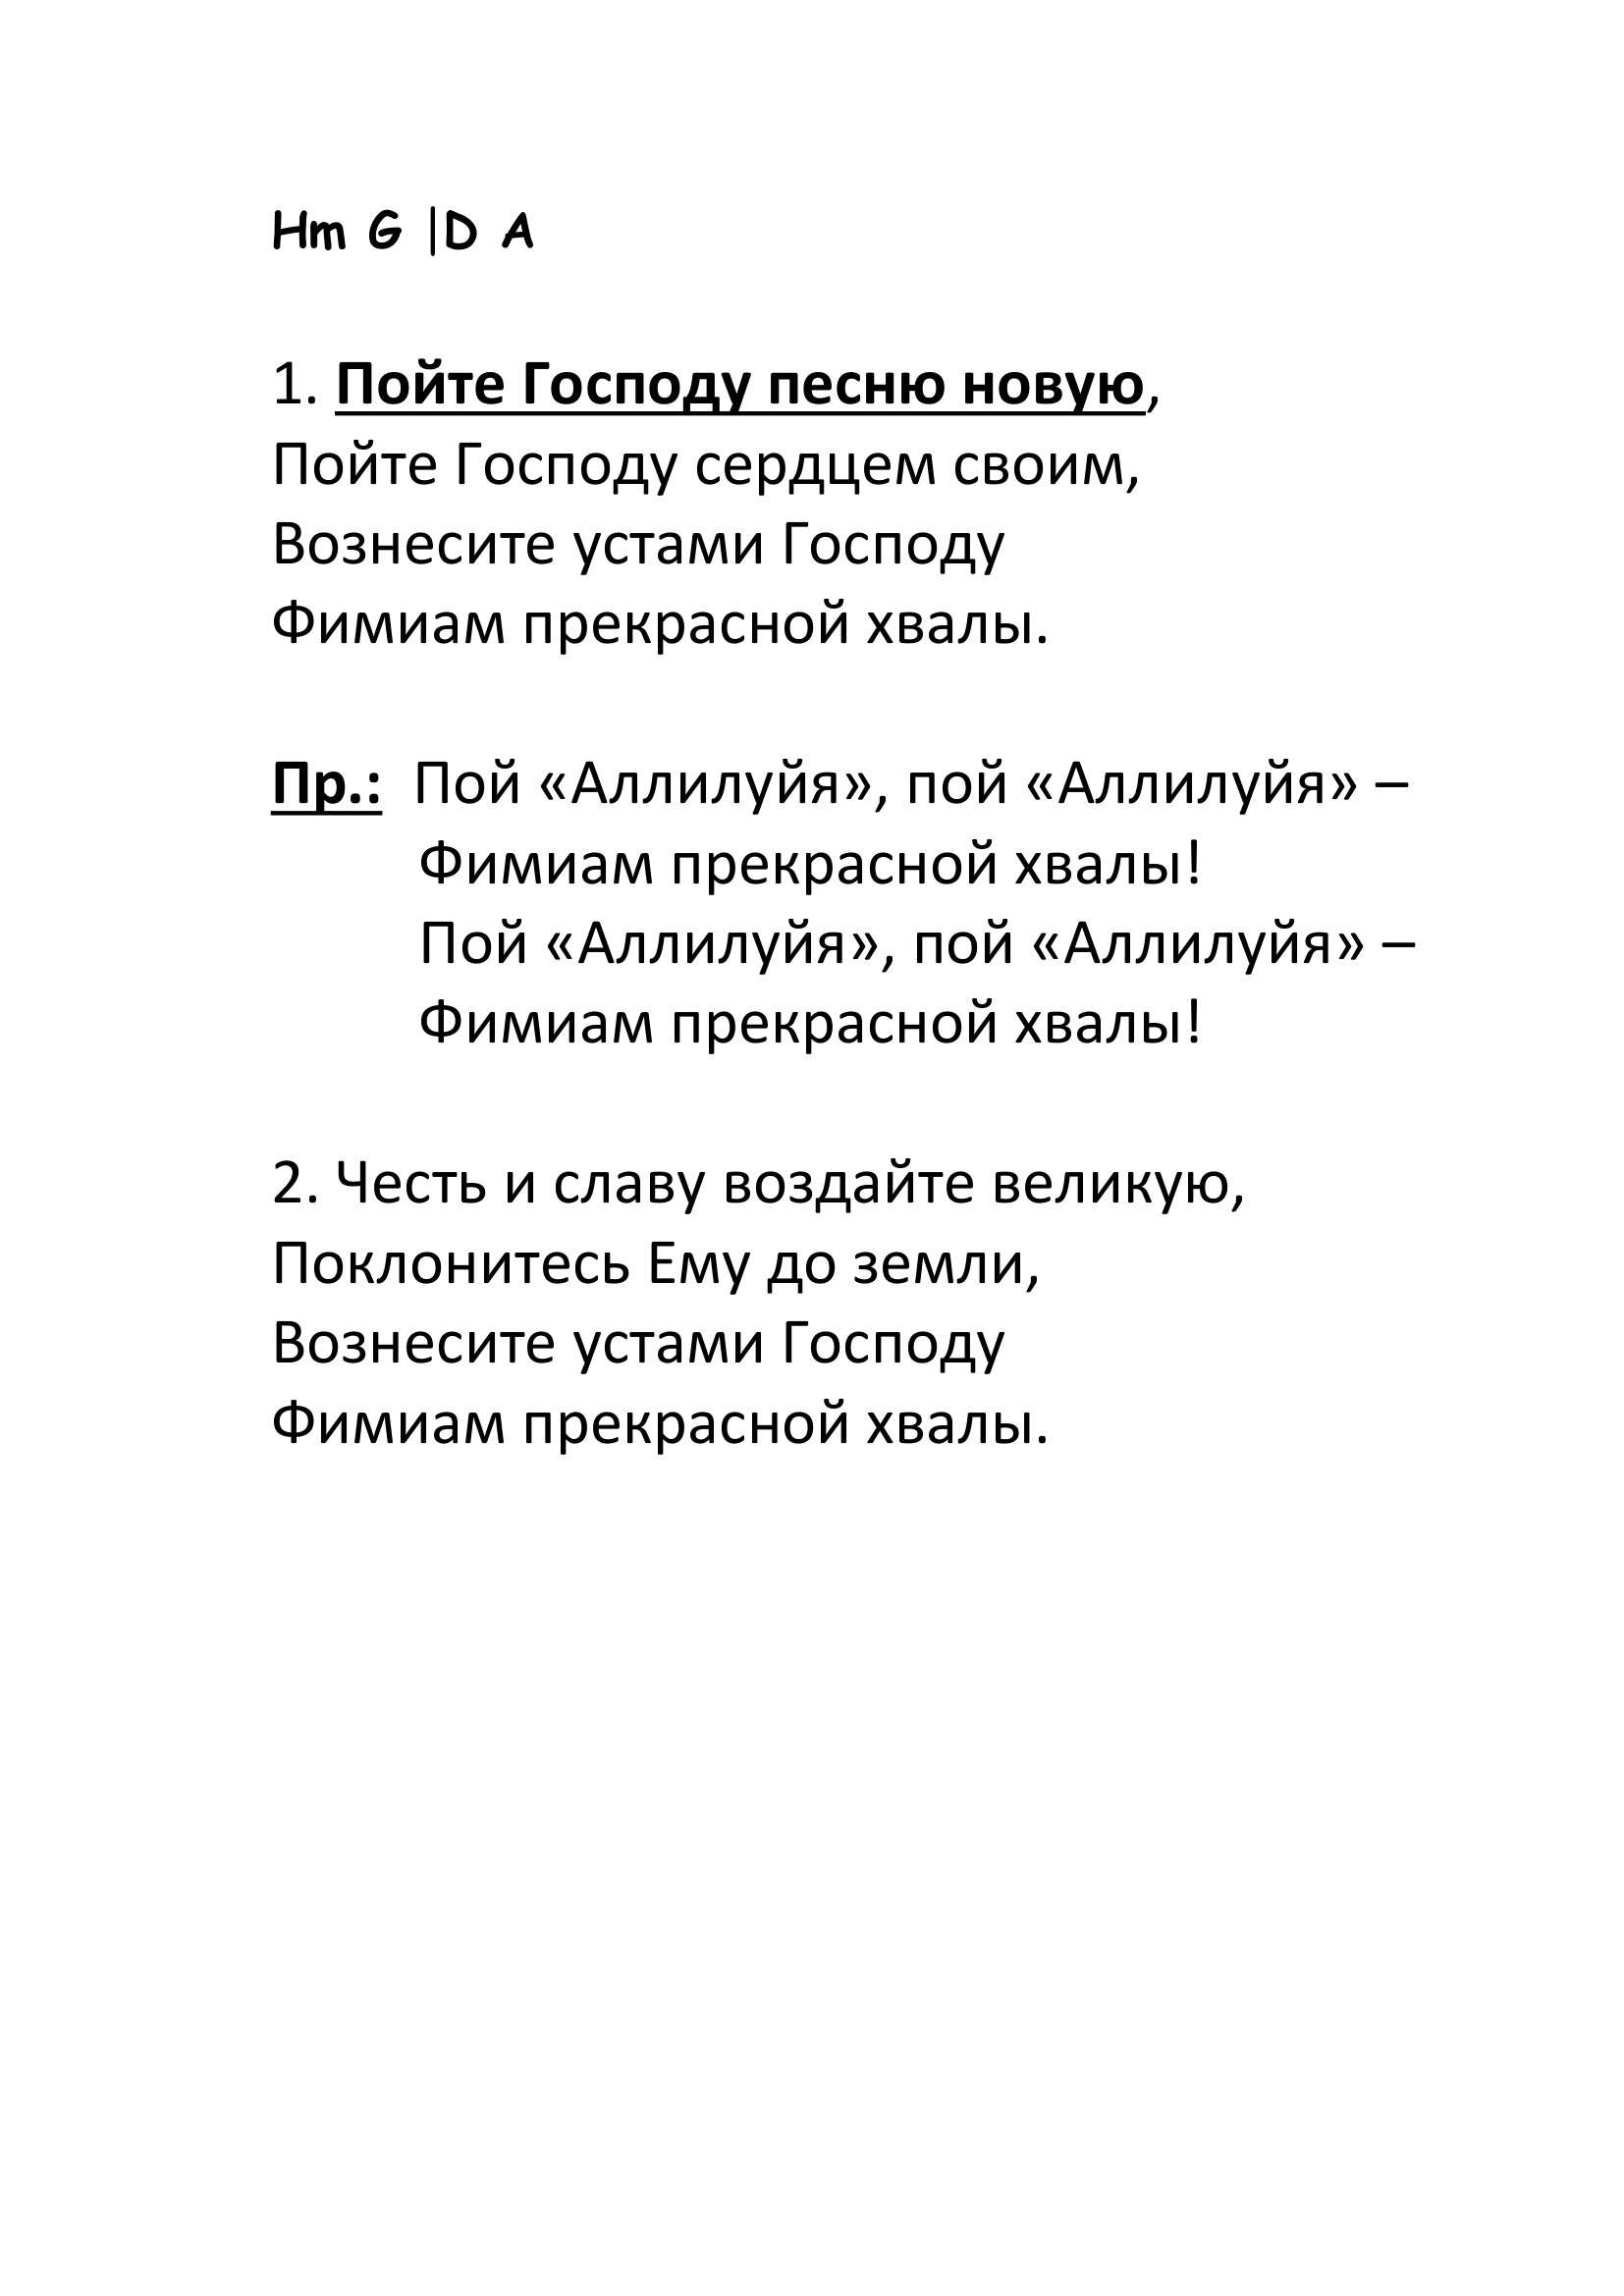 Hm G |D A
1. Пойте Господу песню новую,
Пойте Господу сердцем своим,
Вознесите устами Господу
Фимиам прекрасной хвалы.
Пр.: Пой «Аллилуйя», пой «Аллилуйя» –
Фимиам прекрасной хвалы!
Пой «Аллилуйя», пой «Аллилуйя» –
Фимиам прекрасной хвалы!
2. Честь и славу воздайте великую,
Поклонитесь Ему до земли,
Вознесите устами Господу
Фимиам прекрасной хвалы.